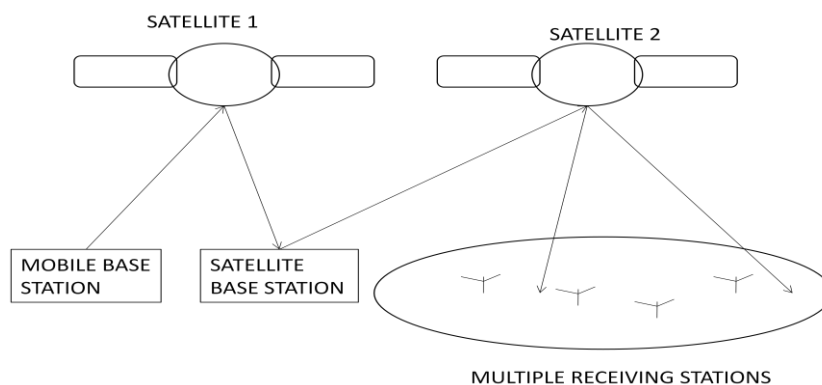 SATELLITE 1
SATELLITE 2
MOBILE BASE
STATION
SATELLITE
BASE STATION
MULTIPLE RECEIVING STATIONS